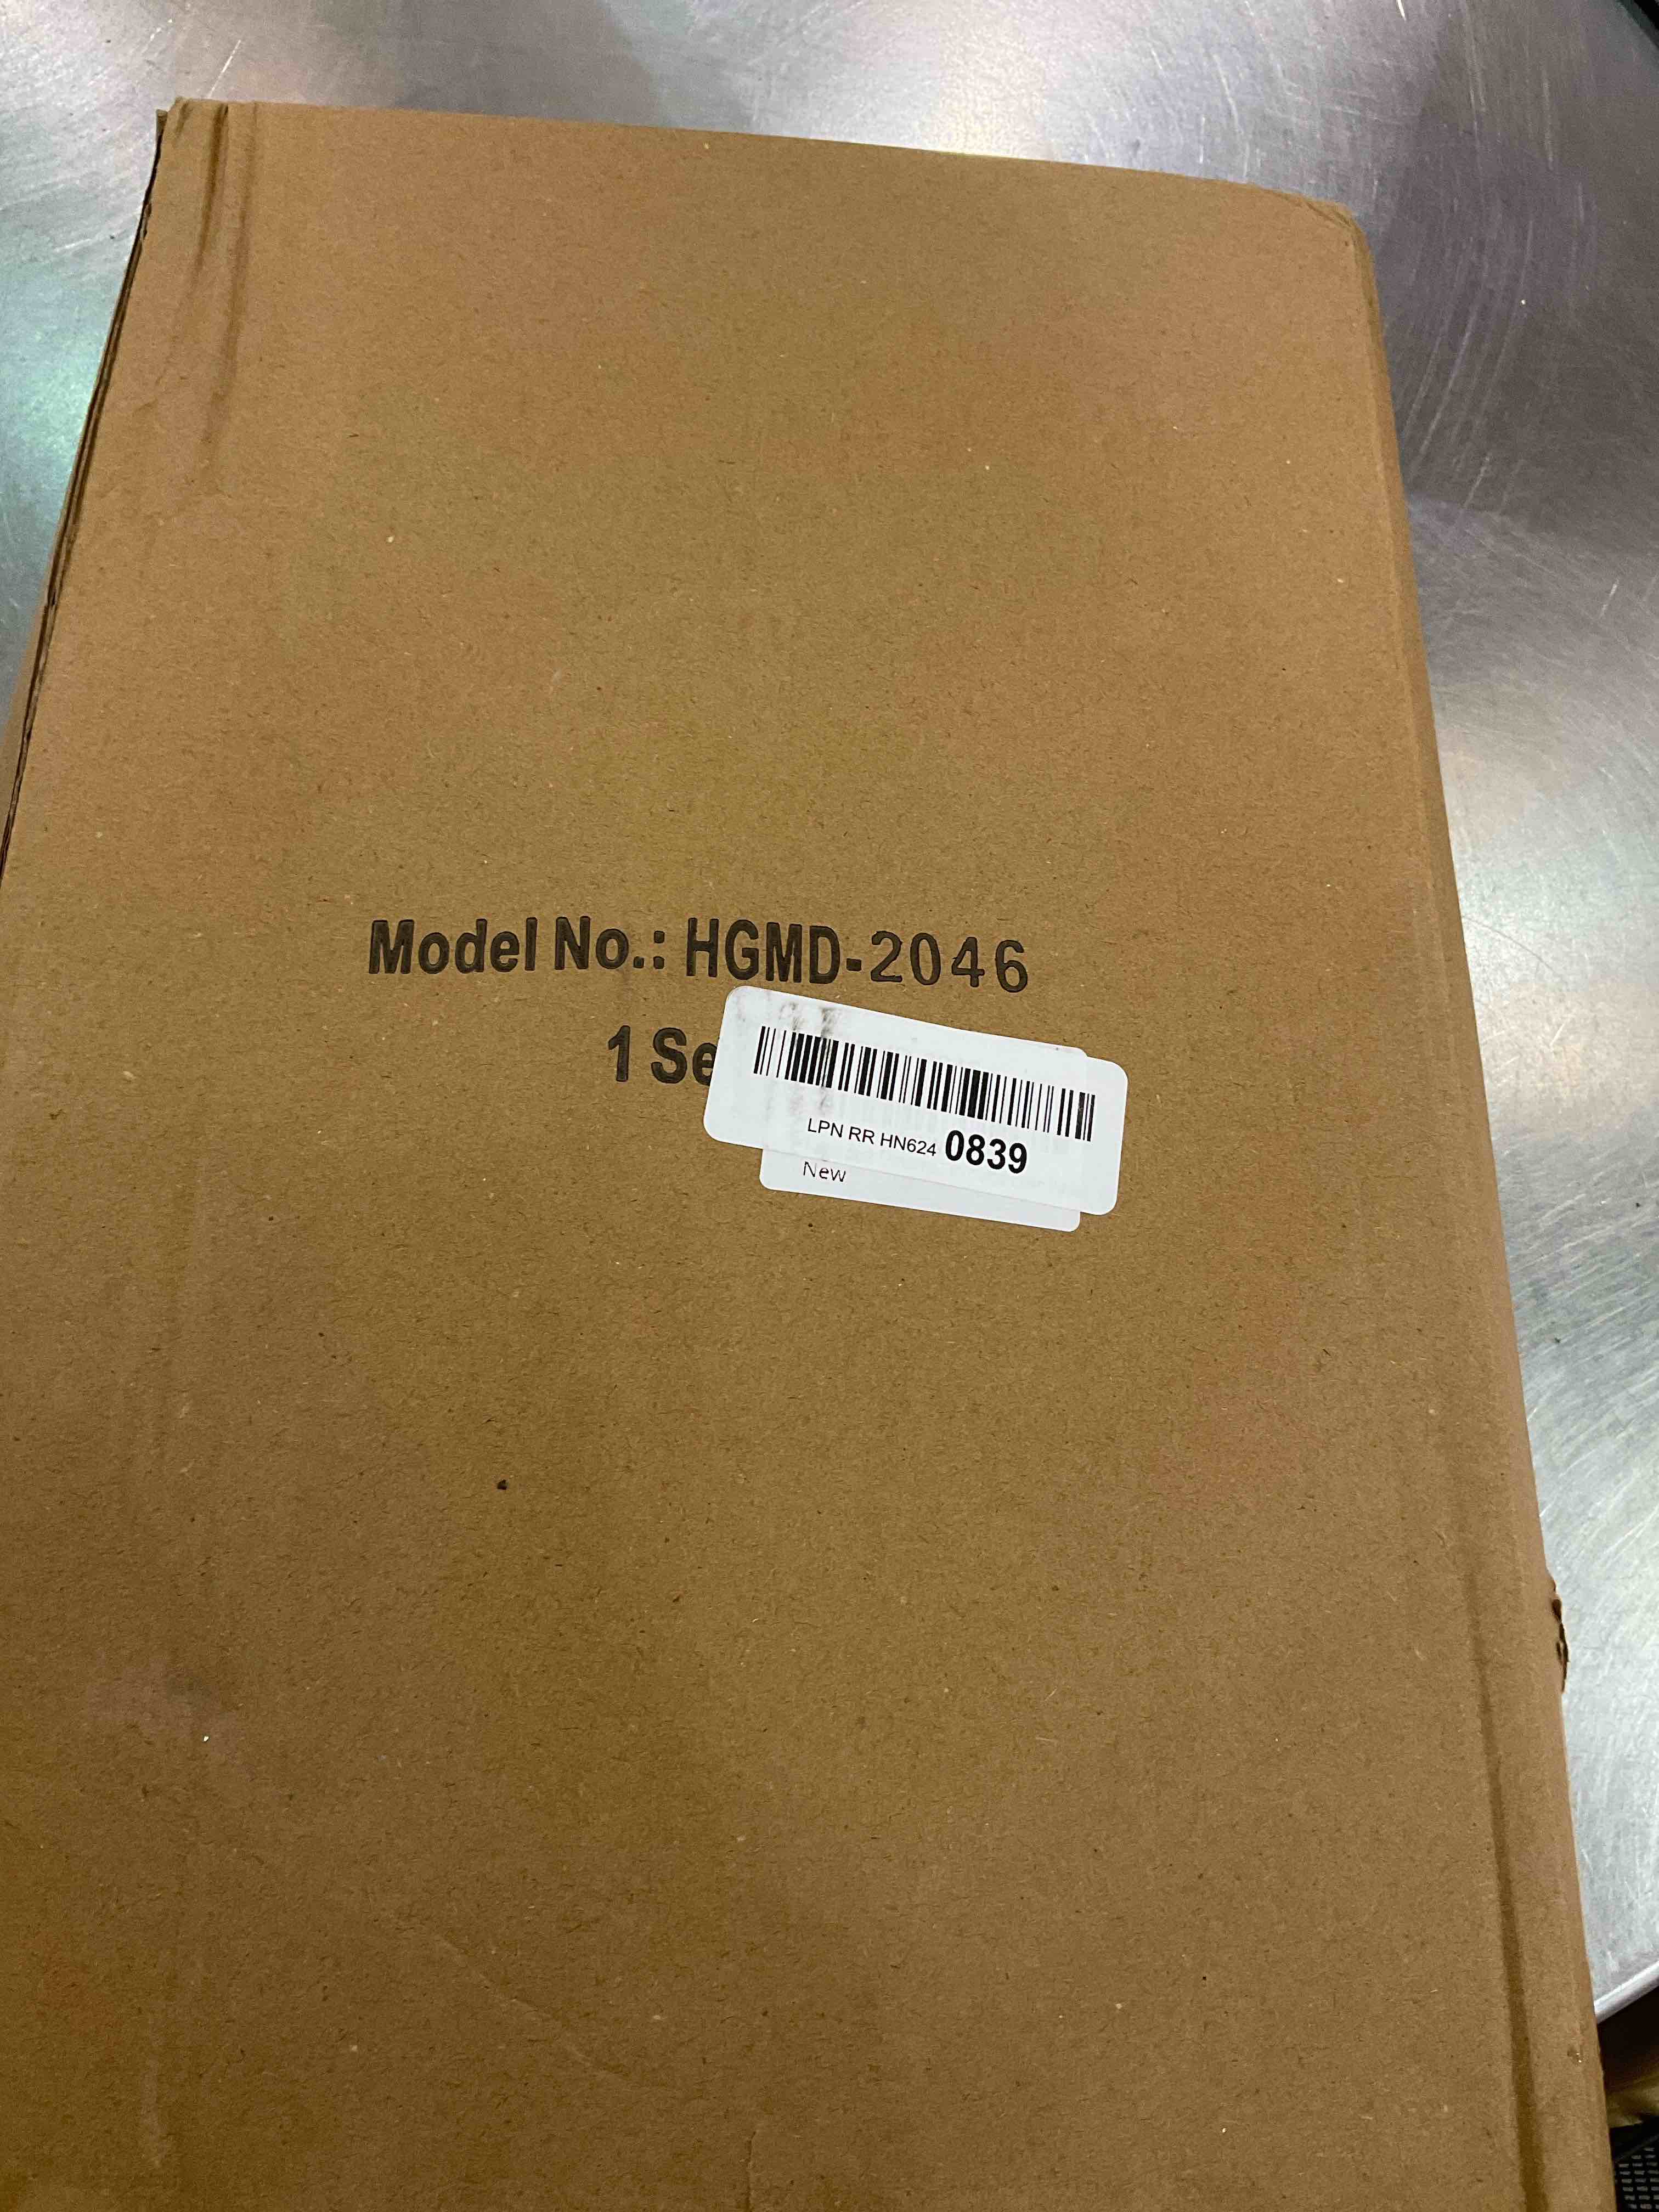 Model No.: HGMD-2046
1 Se
LPN RR HN624 0839
New